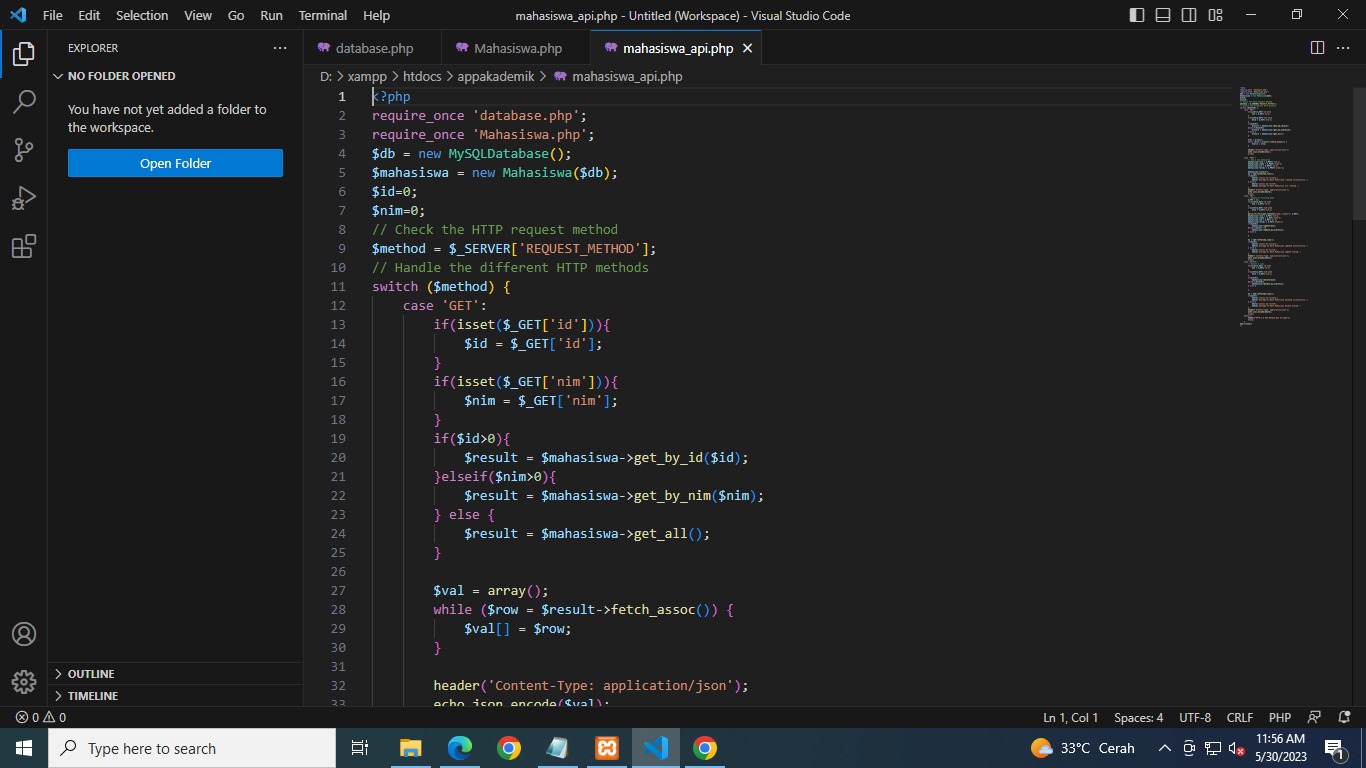 File Edit Selection View Go Run Terminal Help
mahasiswa_api.php - Untitled (Workspace) - Visual Studio Code
EXPLORER
NO FOLDER OPENED
You have not yet added a folder to
the workspace.
Open Folder
OUTLINE
TIMELINE
database.php Mahasiswa.php mahasiswa_api.php
D: > xampp > htdocs > appakademik > mahasiswa_api.php
1 <?php
2 require_once 'database.php';
3 require_once 'Mahasiswa.php';
4 $db = new MySQLDatabase();
5 $mahasiswa = new Mahasiswa($db);
6 $id=0;
7 $nim=0;
8 // Check the HTTP request method
9 $method = $_SERVER['REQUEST_METHOD'];
10 // Handle the different HTTP methods
11 switch ($method) {
12 case 'GET':
13 if(isset($_GET['id'])){
14 $id = $_GET['id'];
15 }
16 if(isset($_GET['nim'])){
17 $nim = $_GET['nim'];
18 }
19 if($id>0){
20 $result = $mahasiswa->get_by_id($id);
21 }elseif($nim>0){
22 $result = $mahasiswa->get_by_nim($nim);
23 } else {
24 $result = $mahasiswa->get_all();
25 }
26
27 $val = array();
28 while ($row = $result->fetch_assoc()) {
29 $val[] = $row;
30 }
31
32 header('Content-Type: application/json');
33 echo json_encode($val);
0 0
Ln 1, Col 1 Spaces: 4 UTF-8 CRLF PHP
Type here to search
33°C Cerah
11:56 AM
5/30/2023
1